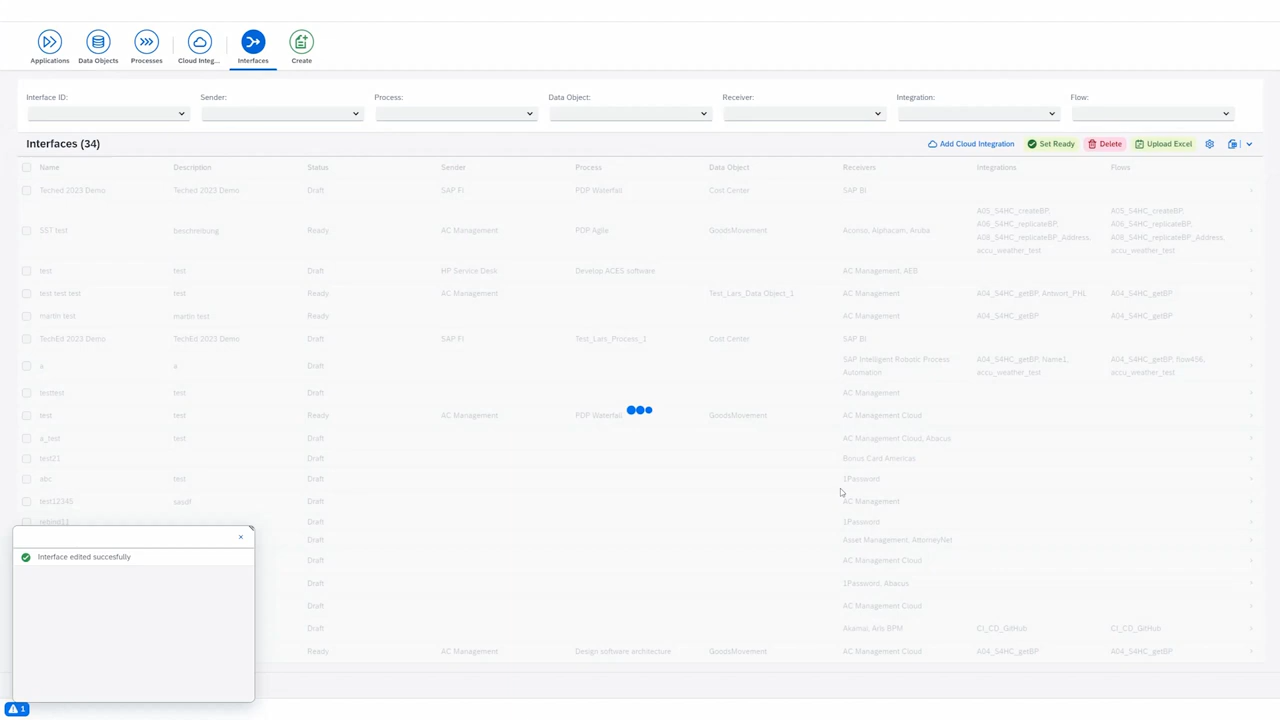 Applications Data Objects Processes Cloud Integ... Interfaces Create
Interface ID: Sender: Process: Data Object: Receiver: Integration: Flow:
Interfaces (34) Add Cloud Integration Set Ready Delete Upload Excel
Name Description Status Sender Process Data Object Receivers Integrations Flows
Teched 2023 Demo Teched 2023 Demo Draft SAP FI PDP Waterfall Cost Center SAP BI
A05_S4HC_createBP, A05_S4HC_createBP,
A06_S4HC_replicateBP, A06_S4HC_replicateBP,
SST test beschreibung Ready AC Management PDP Agile GoodsMovement Aconso, Alphacam, Aruba
A06_S4HC_replicateBP_Address, A06_S4HC_replicateBP_Address,
accu_weather_test accu_weather_test
test test Draft HP Service Desk Develop ACES software AC Management, AEB
test test test test Ready AC Management Test_Lars_Data Object_1 AC Management A04_S4HC_getBP, Antwort_PHL A04_S4HC_getBP
martin test martin text Ready AC Management A04_S4HC_getBP A04_S4HC_getBP
TechEd 2023 Demo TechEd 2023 Demo Draft SAP FI Test_Lars_Process_1 Cost Center SAP BI
SAP Intelligent Robotic Process A04_S4HC_getBP, Name1, A04_S4HC_getBP, flow456,
a a Draft
Automation accu_weather_test accu_weather_test
testtest test Draft AC Management
test test Ready AC Management PDP Waterfall GoodsMovement AC Management Cloud
a_test test Draft AC Management Cloud, Abacus
test21 Draft Bonus Card Americas
abc test Draft 1Password
test12345 sasdf Draft AC Management
Draft 1Password
Draft Asset Management, AttorneyNet
× 
Interface edited succesfully
Draft AC Management Cloud
Draft 1Password, Abacus
Draft AC Management Cloud
Draft Akamai, Aris BPM CI_CD_GitHub CI_CD_GitHub
Ready AC Management Design software architecture GoodsMovement AC Management Cloud A04_S4HC_getBP A04_S4HC_getBP
1